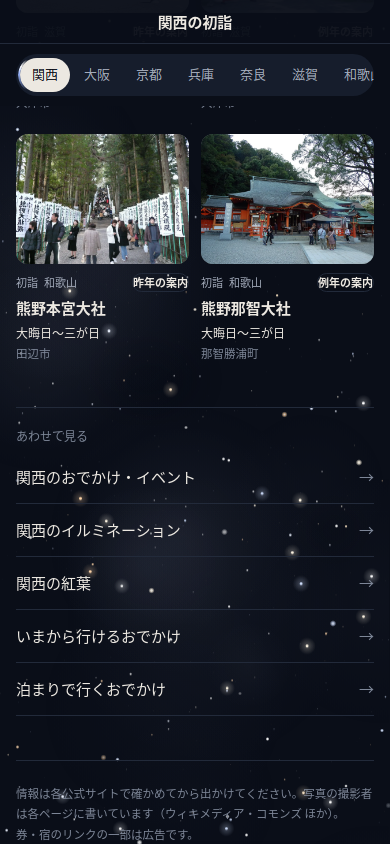 関西の初詣
関西 大阪 京都 兵庫 奈良 滋賀
初詣 和歌山 昨年の案内
熊野本宮大社
大晦日〜三が日
田辺市
初詣 和歌山 例年の案内
熊野那智大社
大晦日〜三が日
那智勝浦町
あわせて見る
関西のおでかけ・イベント →
関西のイルミネーション →
関西の紅葉 →
いまから行けるおでかけ →
泊まりで行くおでかけ →
情報は各公式サイトで確かめてから出かけてください。写真の撮影者
は各ページに書いています（ウィキメディア・コモンズ ほか）。
券・宿のリンクの一部は広告です。